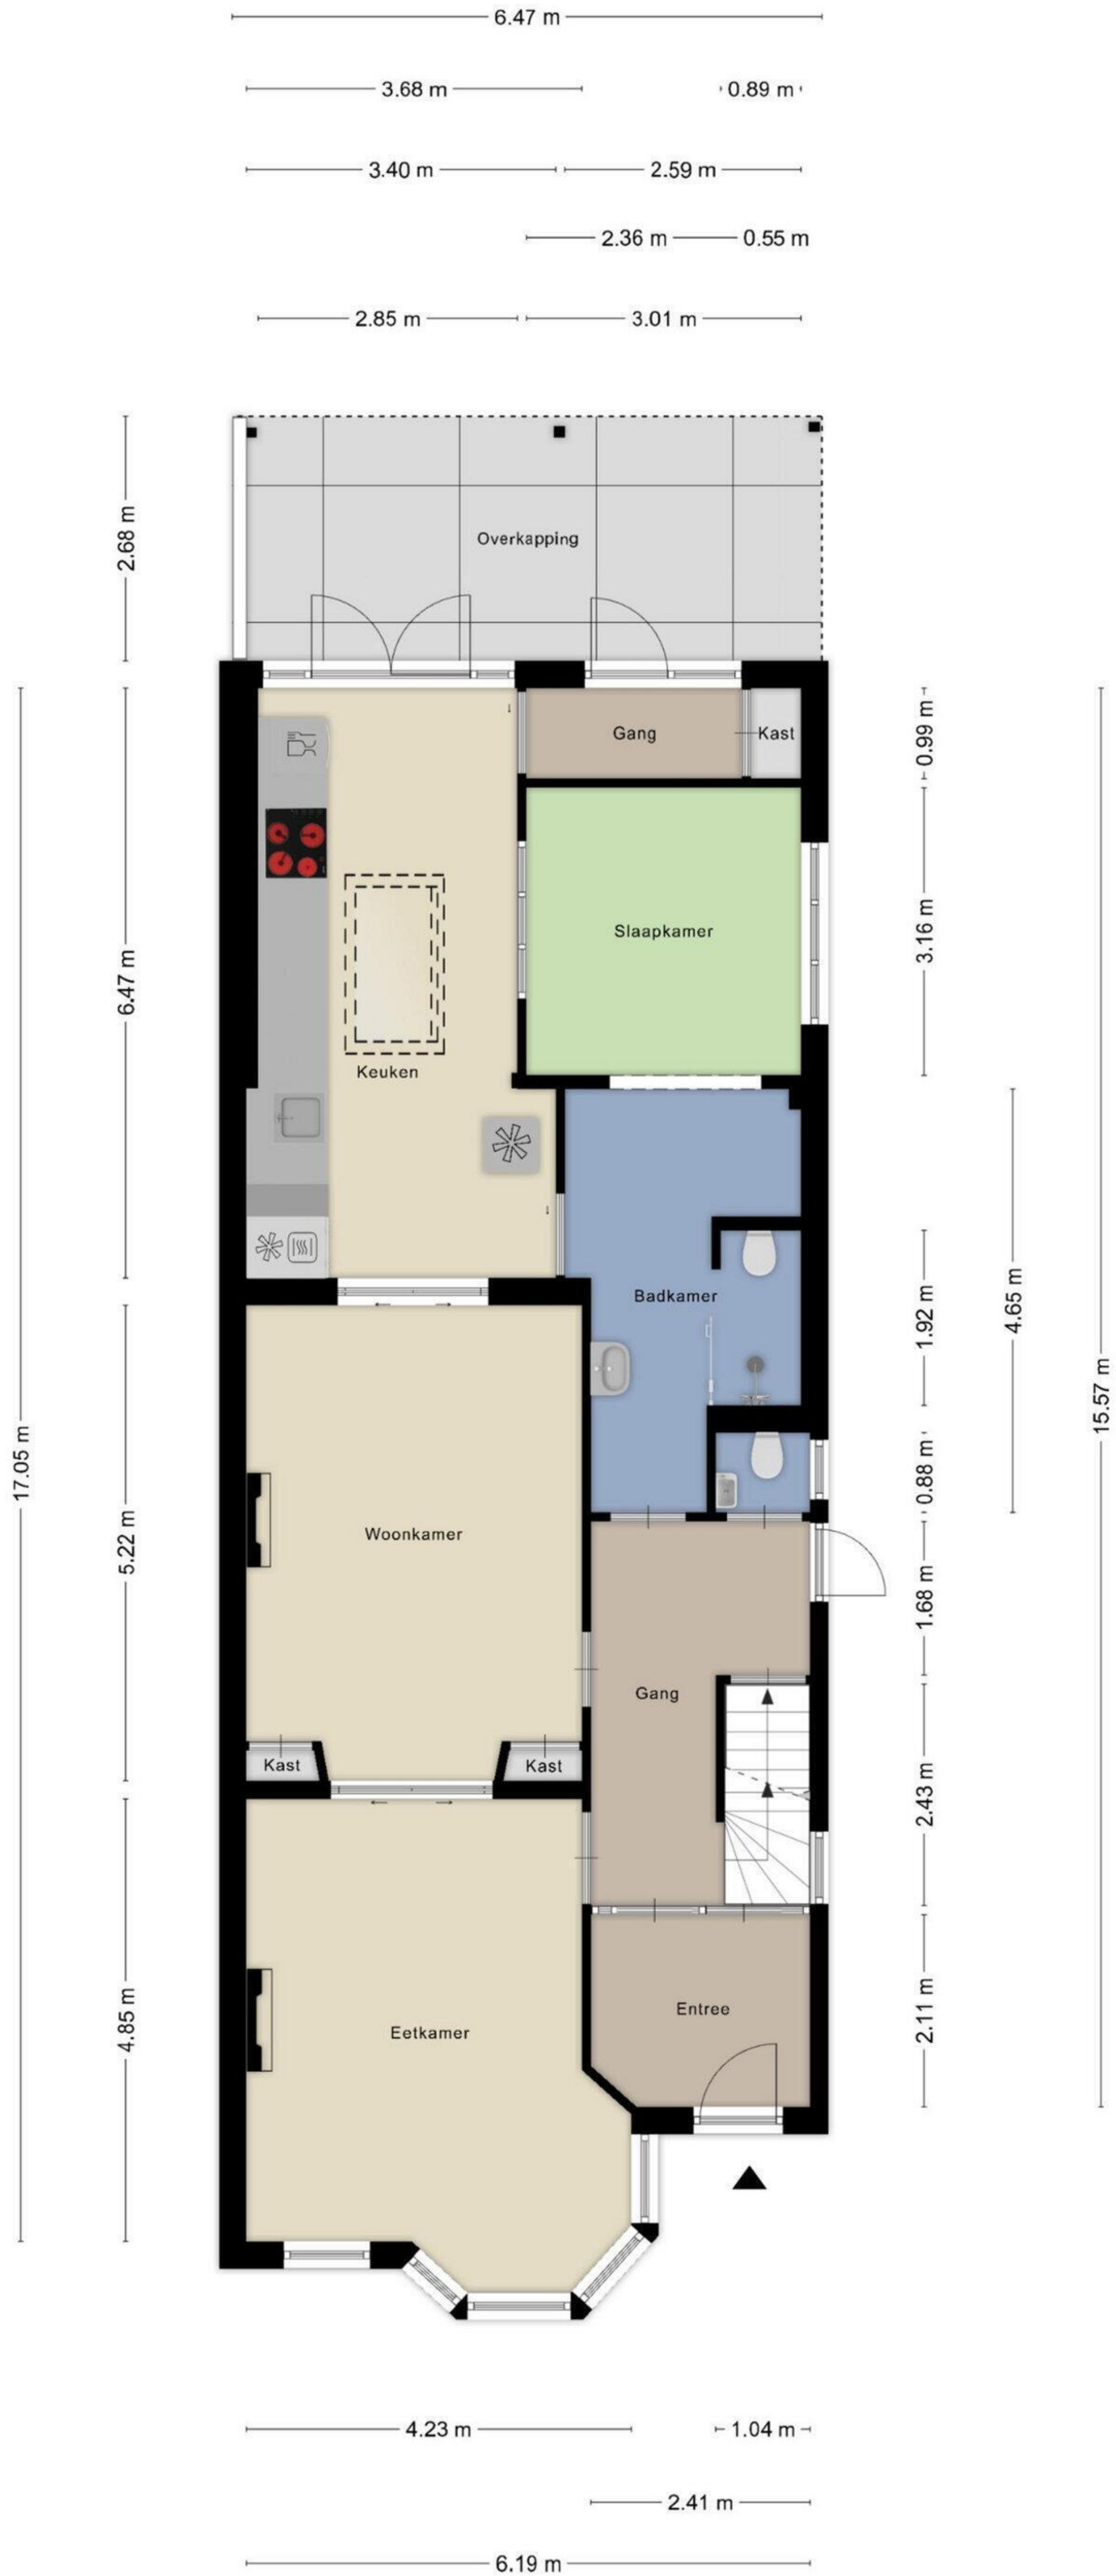 6.47 m
3.68 m
0.89 m
3.40 m
2.59 m
2.36 m
0.55 m
2.85 m
3.01 m
2.68 m
Overkapping
Gang
Kast
0.99 m
Slaapkamer
3.16 m
6.47 m
Keuken
Badkamer
1.92 m
4.65 m
15.57 m
17.05 m
0.88 m
Woonkamer
5.22 m
1.68 m
Gang
Kast
Kast
2.43 m
Entree
2.11 m
Eetkamer
4.85 m
4.23 m
1.04 m
2.41 m
6.19 m